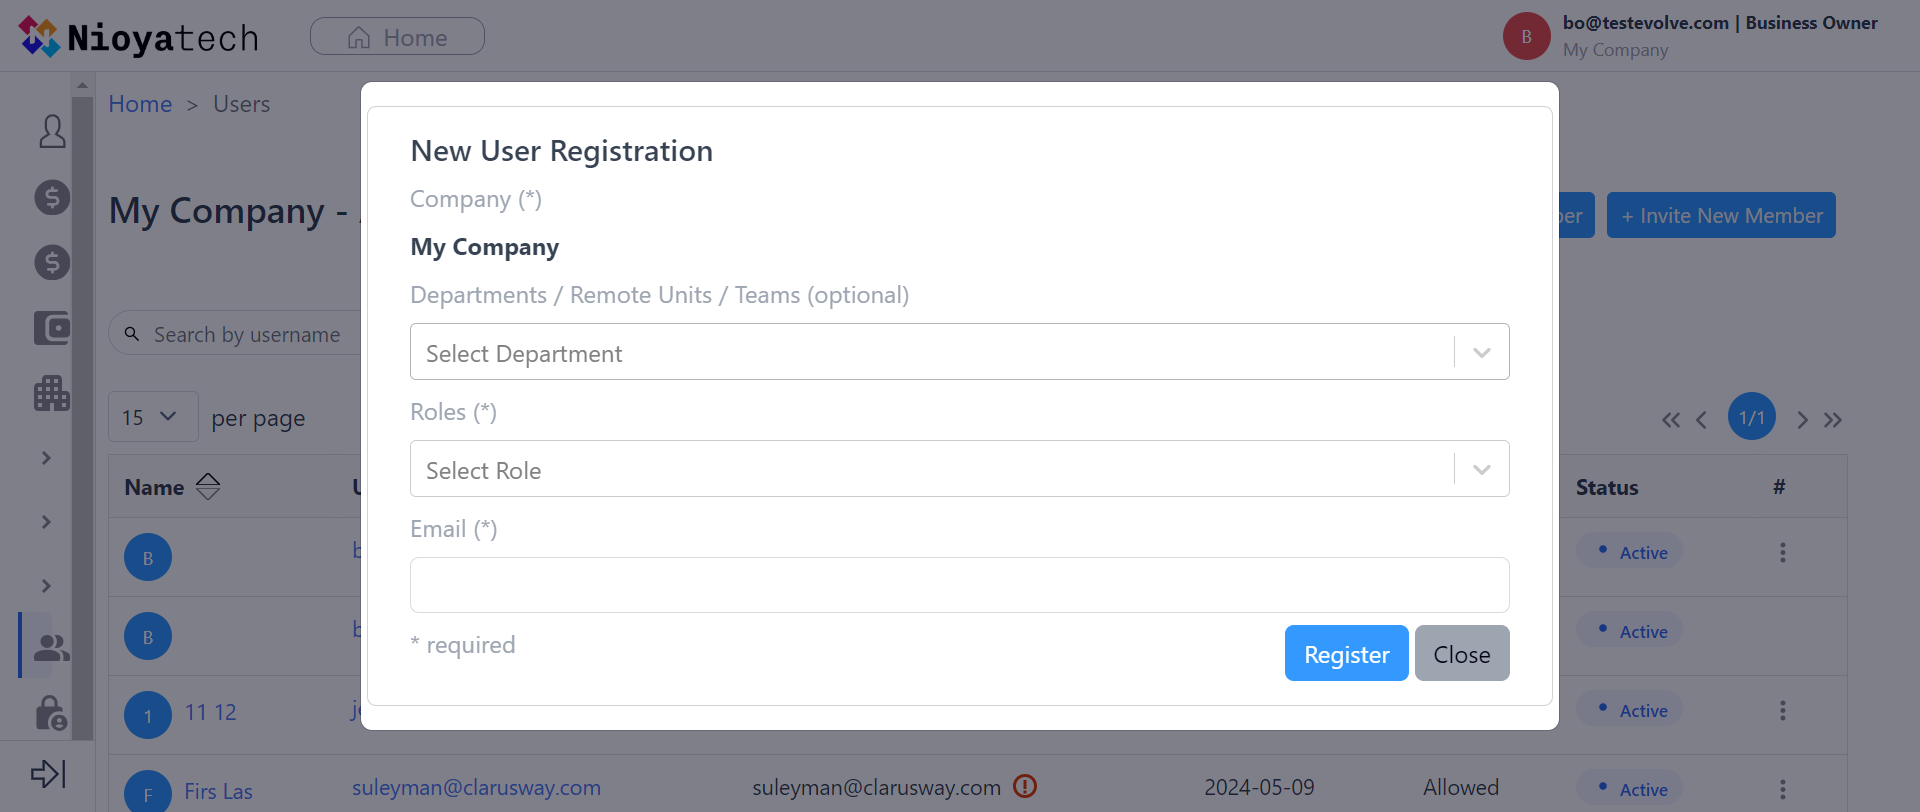 Nioyatech
Home
B
bo@testevolve.com | Business Owner
My Company
Home > Users
My Company -
+ Invite New Member
Search by username
15 per page
1/1
Name
Status #
B Active
B Active
1 11 12 Active
F Firs Las suleyman@clarusway.com suleyman@clarusway.com 2024-05-09 Allowed Active
New User Registration
Company (*)
My Company
Departments / Remote Units / Teams (optional)
Select Department
Roles (*)
Select Role
Email (*)
* required
Register Close